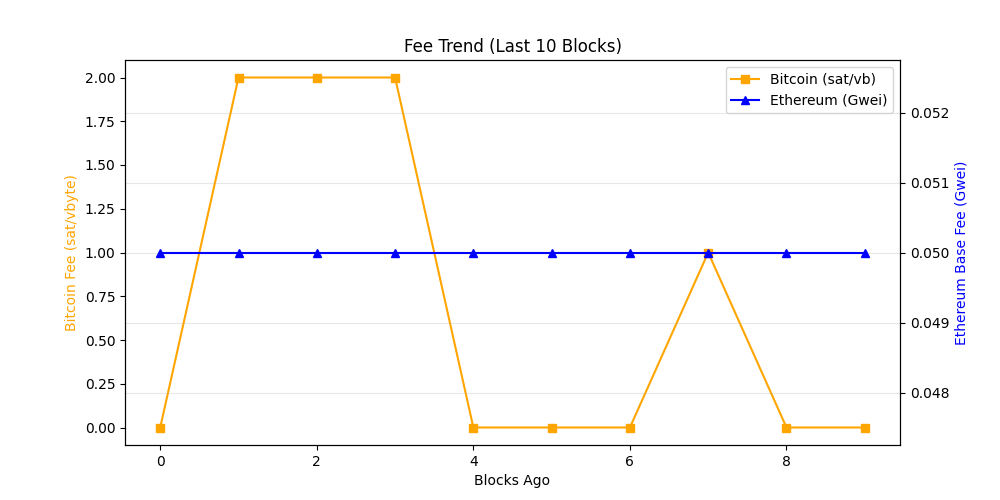 Fee Trend (Last 10 Blocks)
Bitcoin (sat/vb)
Ethereum (Gwei)
Bitcoin Fee (sat/vbyte)
2.00
1.75
1.50
1.25
1.00
0.75
0.50
0.25
0.00
0.052
0.051
0.050
0.049
0.048
Ethereum Base Fee (Gwei)
0 2 4 6 8
Blocks Ago